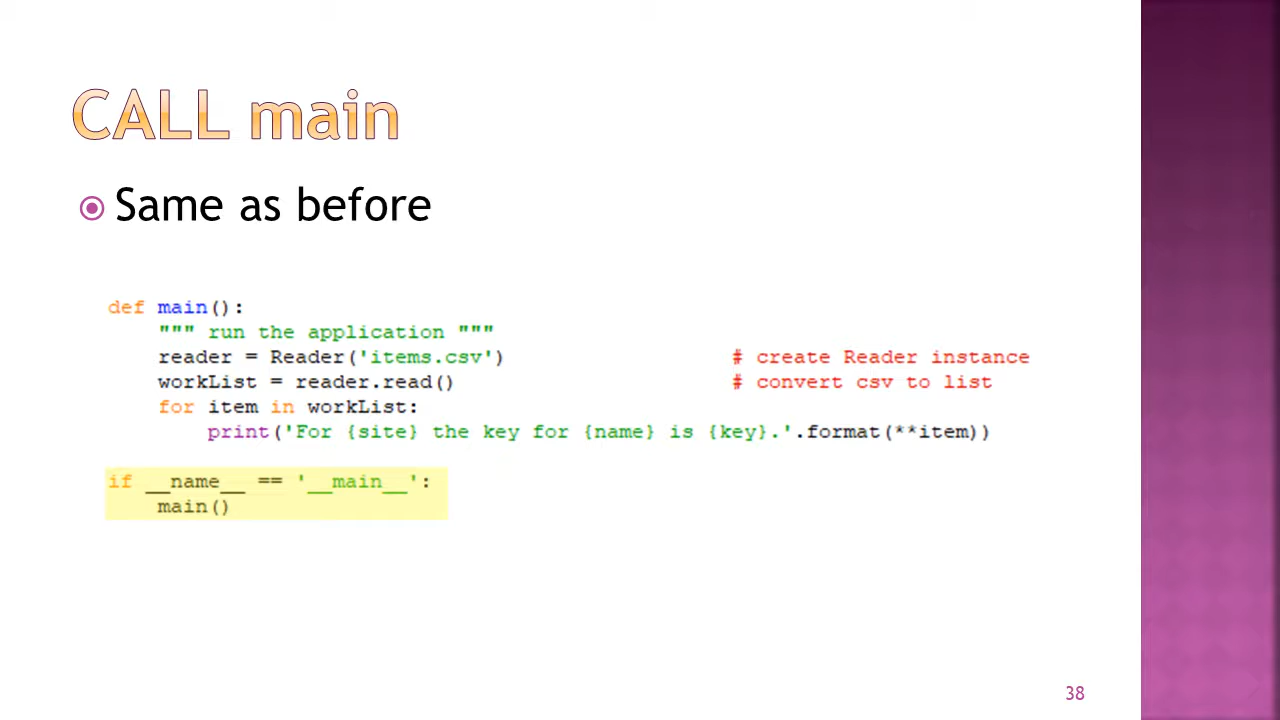 CALL main
Same as before
def main():
""" run the application """
reader = Reader('items.csv') # create Reader instance
workList = reader.read() # convert csv to list
for item in workList:
print('For {site} the key for {name} is {key}.'.format(**item))
if __name__ == '__main__':
main()
38